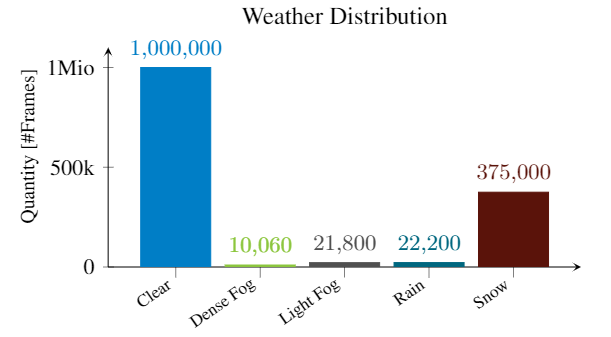 Weather Distribution
Quantity [#Frames]
1Mio
500k
0
1,000,000
10,060
21,800
22,200
375,000
Clear
Dense Fog
Light Fog
Rain
Snow